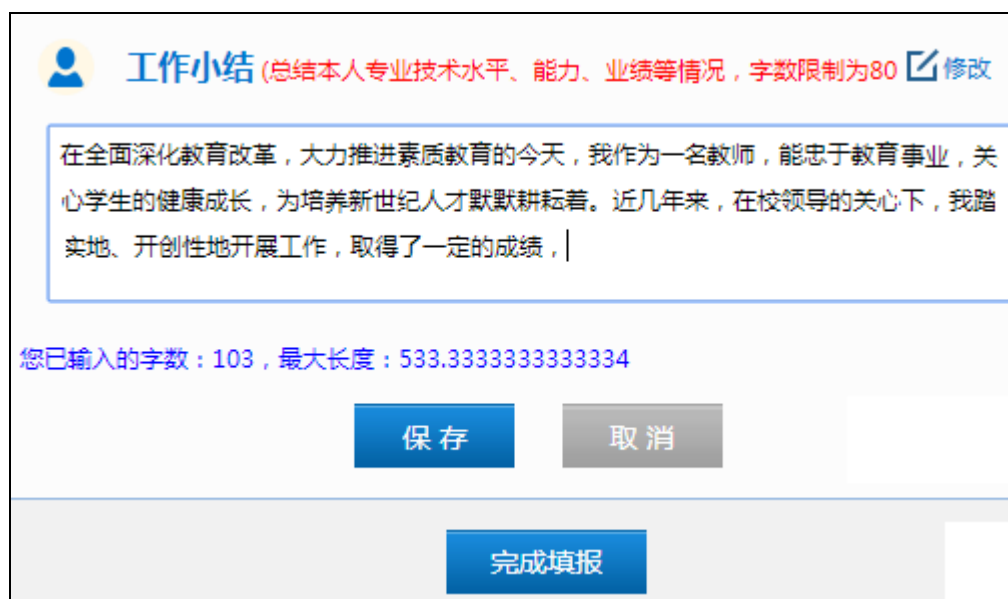 工作小结 (总结本人专业技术水平、能力、业绩等情况，字数限制为80 修改
在全面深化教育改革，大力推进素质教育的今天，我作为一名教师，能忠于教育事业，关
心学生的健康成长，为培养新世纪人才默默耕耘着。近几年来，在校领导的关心下，我踏
实地、开创性地开展工作，取得了一定的成绩，
您已输入的字数：103，最大长度：533.3333333333334
保 存 取 消
完成填报